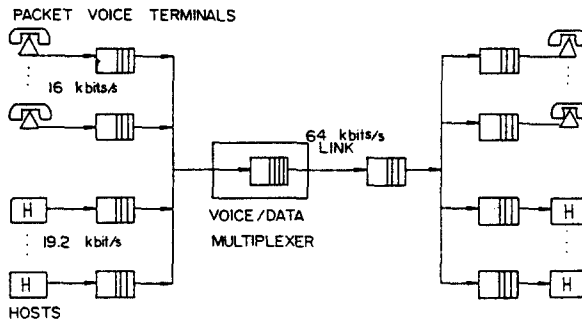 PACKET VOICE TERMINALS
16 kbits/s
64 kbits/s
LINK
VOICE/DATA
MULTIPLEXER
H
19.2 kbit/s
H
HOSTS
H
H